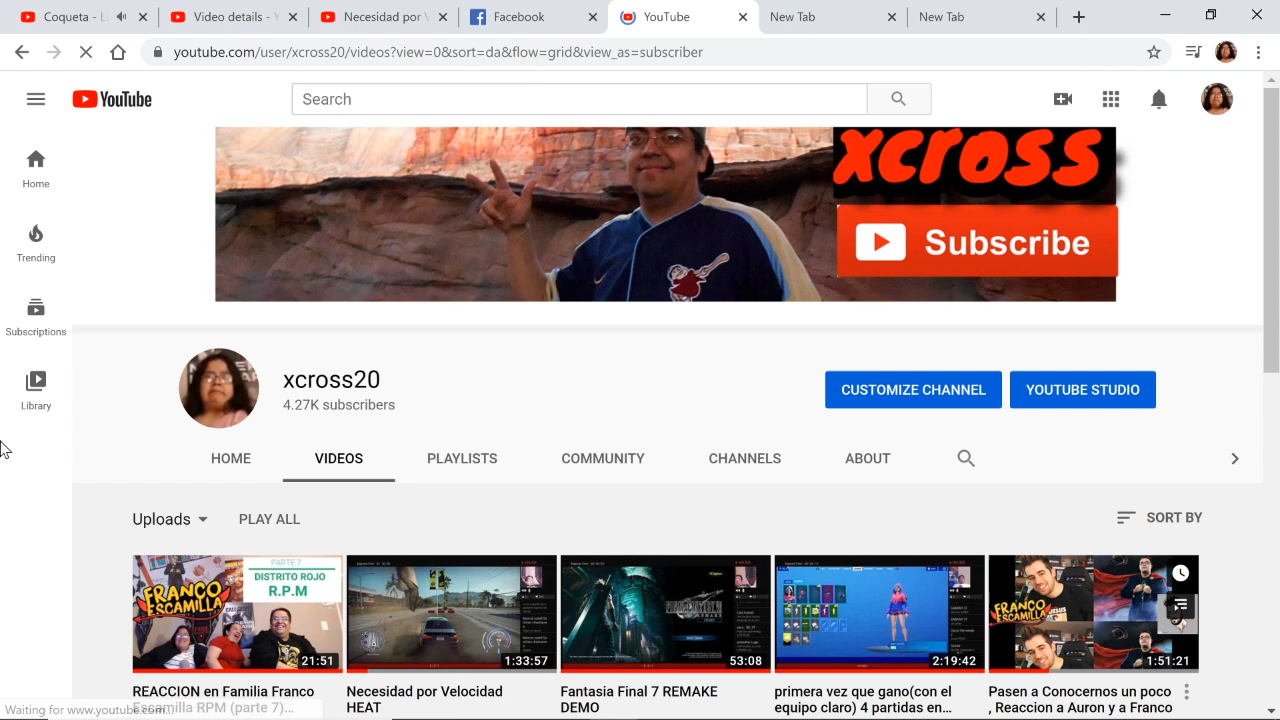 Coqueta - L
Video details - Y
Necesidad por V
Facebook
YouTube
New Tab
New Tab
youtube.com/user/xcross20/videos?view=0&sort=da&flow=grid&view_as=subscriber
YouTube
Search
Home
Trending
Subscriptions
Library
xcross
Subscribe
xcross20
4.27K subscribers
CUSTOMIZE CHANNEL
YOUTUBE STUDIO
HOME
VIDEOS
PLAYLISTS
COMMUNITY
CHANNELS
ABOUT
Uploads
PLAY ALL
SORT BY
PARTE 7
DISTRITO ROJO
R.P.M
FRANCO
ESCAMILLA
21:51
1:33:57
53:08
2:19:42
FRANCO
ESCAMILLA
1:51:21
REACCION en Familia Franco
Escamilla RPM (parte 7)...
Necesidad por Velocidad
HEAT
Fantasia Final 7 REMAKE
DEMO
primera vez que gano(con el
equipo claro) 4 partidas en...
Pasen a Conocernos un poco
, Reaccion a Auron y a Franco
Waiting for www.youtube.com...